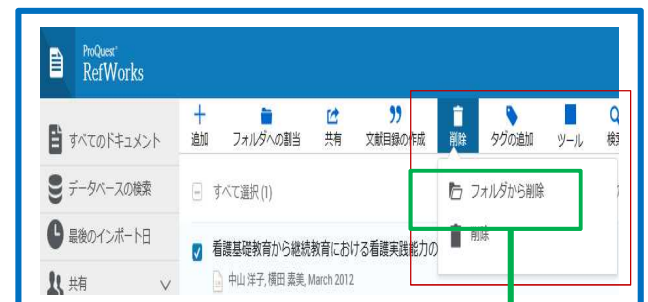 ProQuest
RefWorks
追加 フォルダへの割当 共有 文献目録の作成 削除 タグの追加 ツール
すべてのドキュメント
データベースの検索
最後のインポート日
共有
すべて選択 (1)
フォルダから削除
削除
看護基礎教育から継続教育における看護実践能力の
中山 洋子, 横田 素美, March 2012